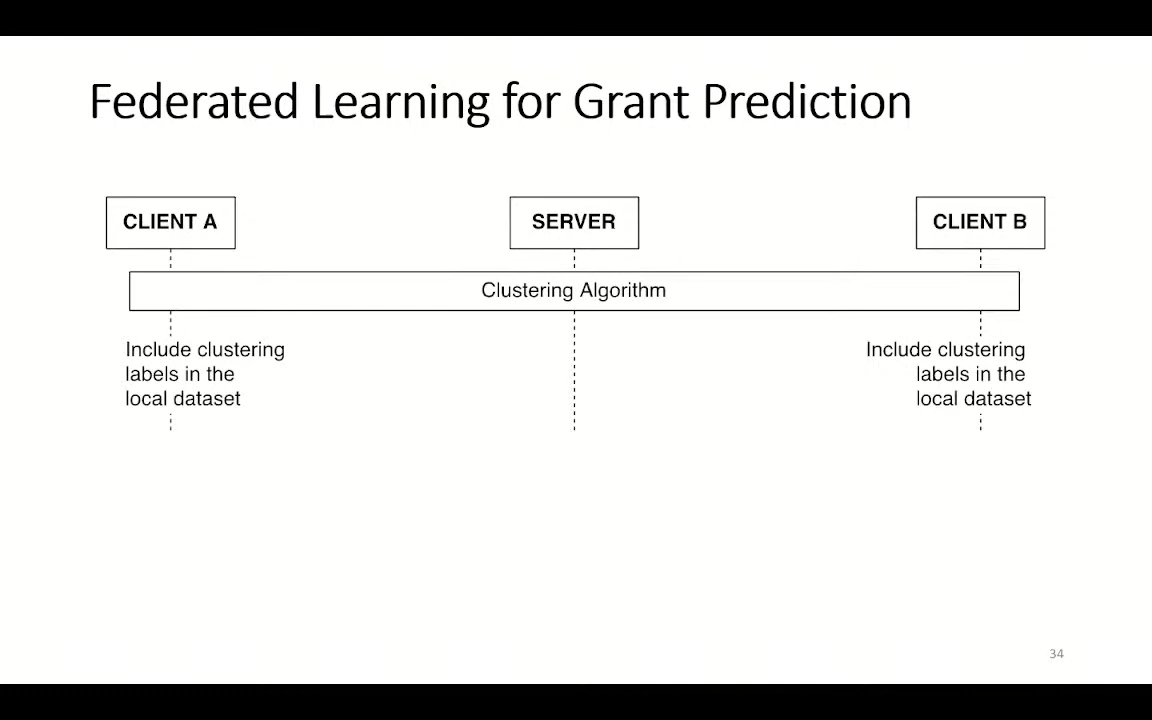 Federated Learning for Grant Prediction
CLIENT A
SERVER
CLIENT B
Clustering Algorithm
Include clustering
labels in the
local dataset
Include clustering
labels in the
local dataset
34